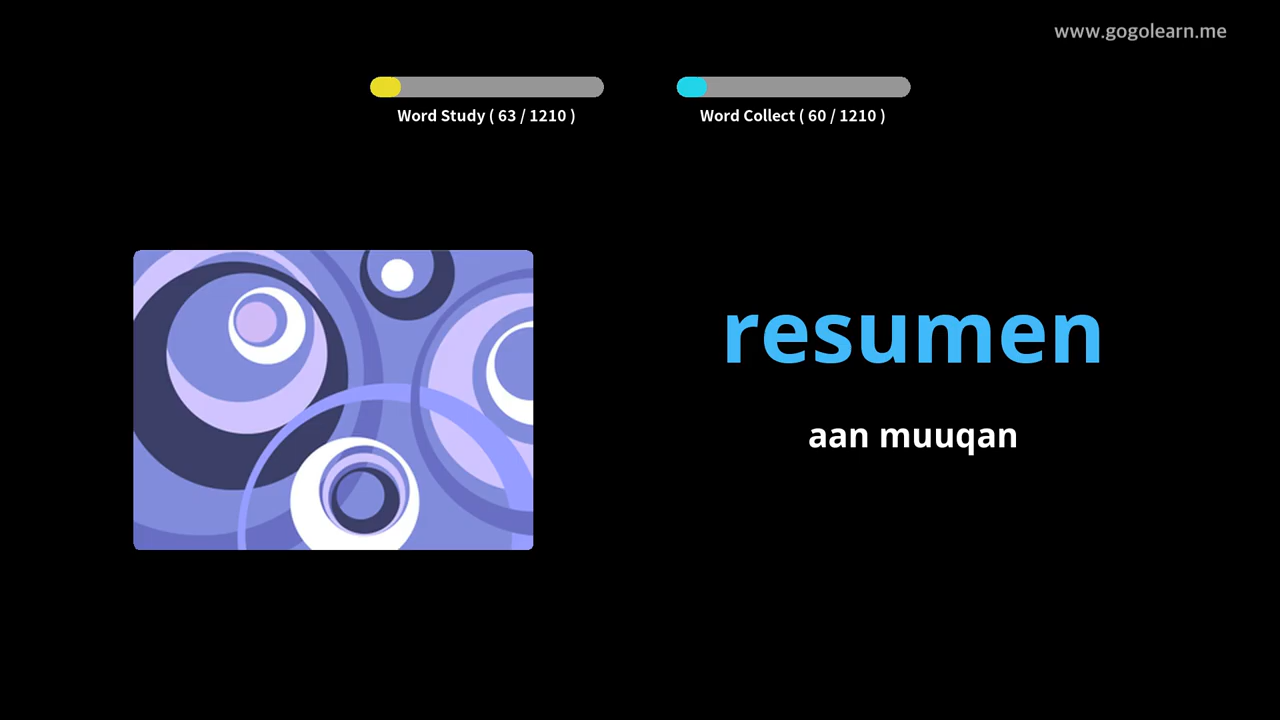 www.gogolearn.me
Word Study ( 63 / 1210 )
Word Collect ( 60 / 1210 )
resumen
aan muuqan